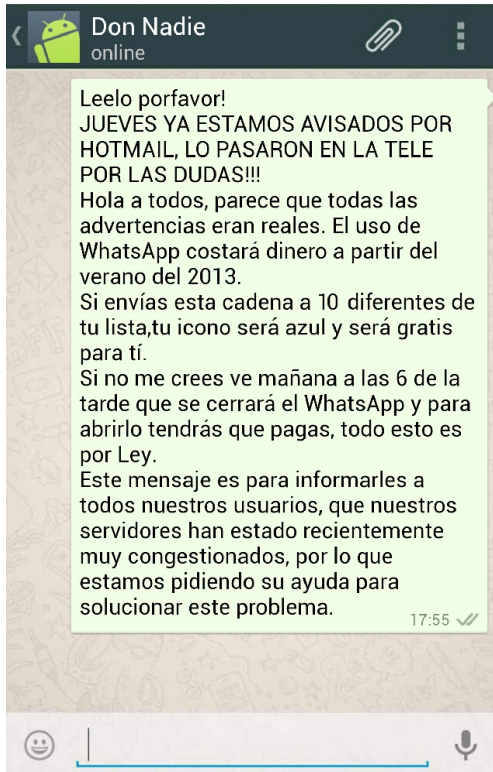 Don Nadie
online
Leelo porfavor!
JUEVES YA ESTAMOS AVISADOS POR
HOTMAIL, LO PASARON EN LA TELE
POR LAS DUDAS!!!
Hola a todos, parece que todas las
advertencias eran reales. El uso de
WhatsApp costará dinero a partir del
verano del 2013.
Si envías esta cadena a 10 diferentes de
tu lista,tu icono será azul y será gratis
para tí.
Si no me crees ve mañana a las 6 de la
tarde que se cerrará el WhatsApp y para
abrirlo tendrás que pagas, todo esto es
por Ley.
Este mensaje es para informarles a
todos nuestros usuarios, que nuestros
servidores han estado recientemente
muy congestionados, por lo que
estamos pidiendo su ayuda para
solucionar este problema.
17:55